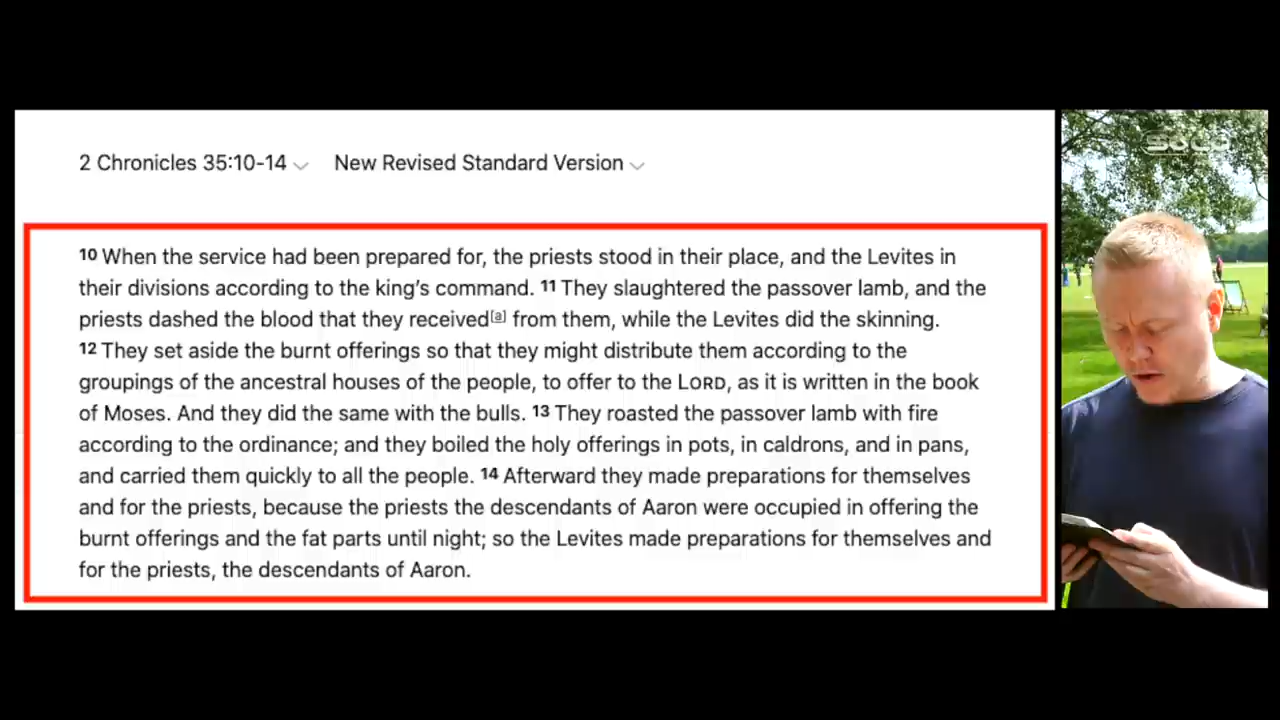 2 Chronicles 35:10-14 New Revised Standard Version
SOCO
10 When the service had been prepared for, the priests stood in their place, and the Levites in
their divisions according to the king's command. 11 They slaughtered the passover lamb, and the
priests dashed the blood that they received[a] from them, while the Levites did the skinning.
12 They set aside the burnt offerings so that they might distribute them according to the
groupings of the ancestral houses of the people, to offer to the LORD, as it is written in the book
of Moses. And they did the same with the bulls. 13 They roasted the passover lamb with fire
according to the ordinance; and they boiled the holy offerings in pots, in caldrons, and in pans,
and carried them quickly to all the people. 14 Afterward they made preparations for themselves
and for the priests, because the priests the descendants of Aaron were occupied in offering the
burnt offerings and the fat parts until night; so the Levites made preparations for themselves and
for the priests, the descendants of Aaron.